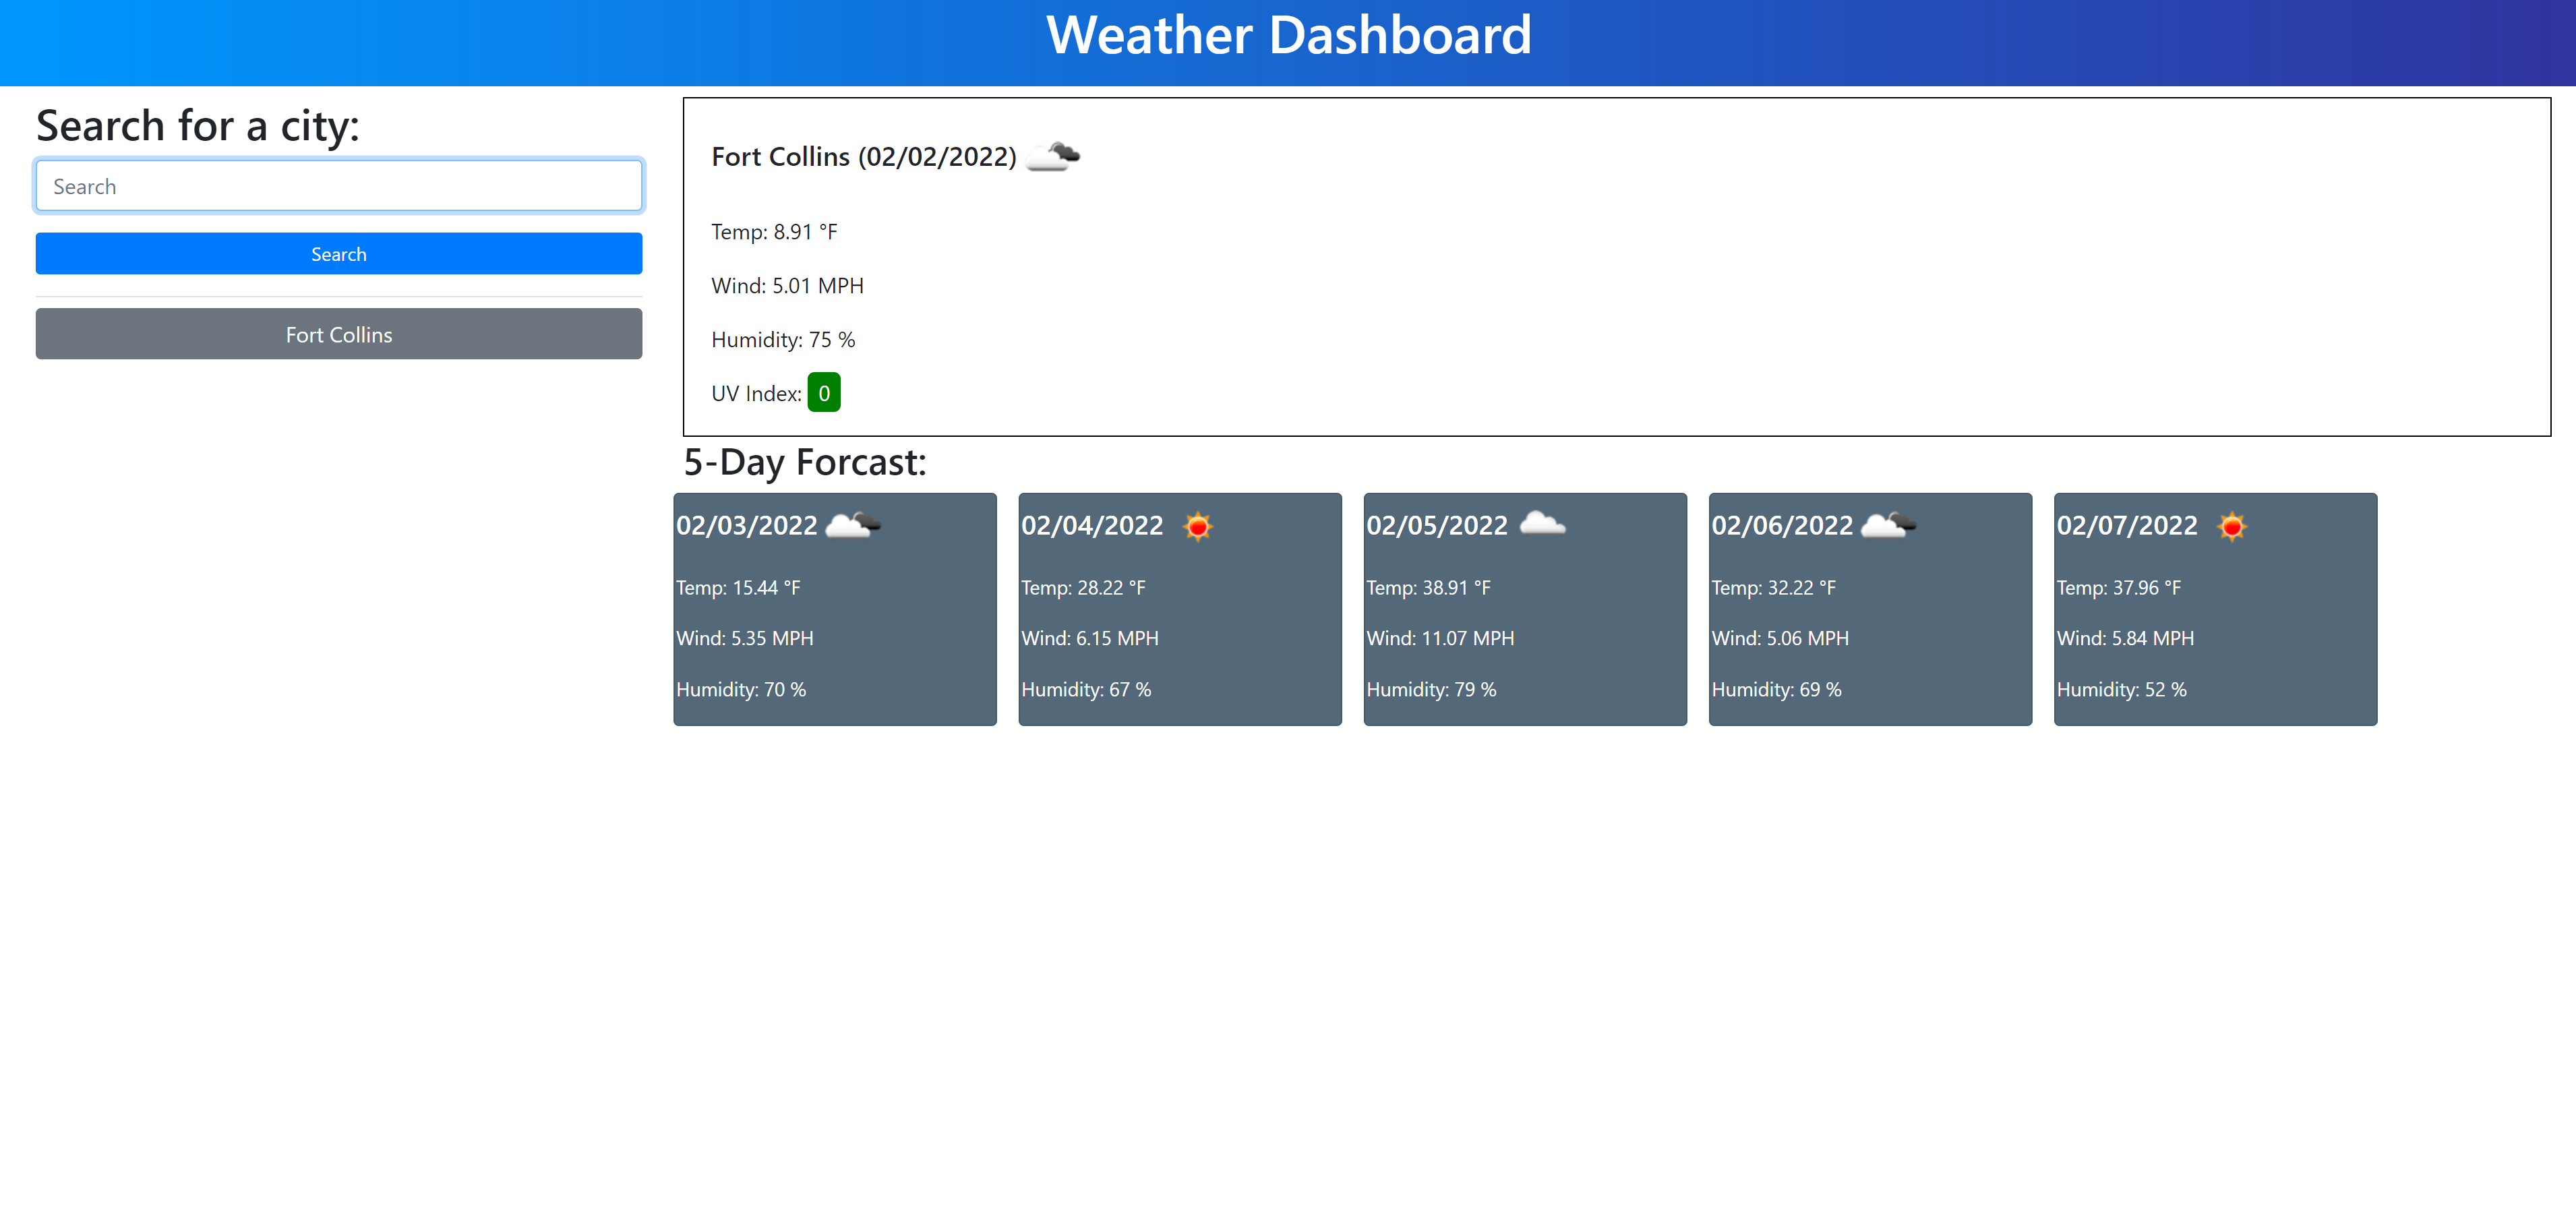 Weather Dashboard
Search for a city:
Search
Search
Fort Collins
Fort Collins (02/02/2022)
Temp: 8.91 °F
Wind: 5.01 MPH
Humidity: 75 %
UV Index: 0
5-Day Forcast:
02/03/2022
Temp: 15.44 °F
Wind: 5.35 MPH
Humidity: 70 %
02/04/2022
Temp: 28.22 °F
Wind: 6.15 MPH
Humidity: 67 %
02/05/2022
Temp: 38.91 °F
Wind: 11.07 MPH
Humidity: 79 %
02/06/2022
Temp: 32.22 °F
Wind: 5.06 MPH
Humidity: 69 %
02/07/2022
Temp: 37.96 °F
Wind: 5.84 MPH
Humidity: 52 %